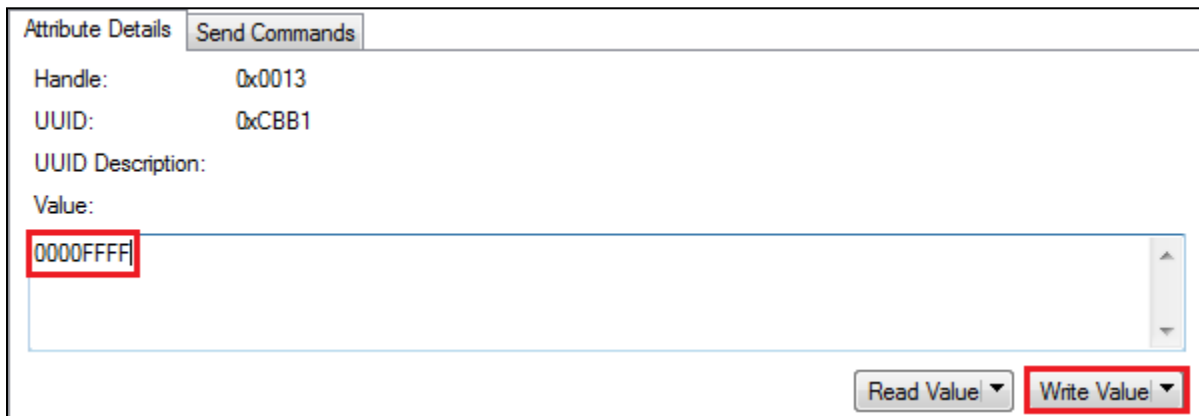 Attribute Details Send Commands
Handle: 0x0013
UUID: 0xCBB1
UUID Description:
Value:
0000FFFF
Read Value Write Value